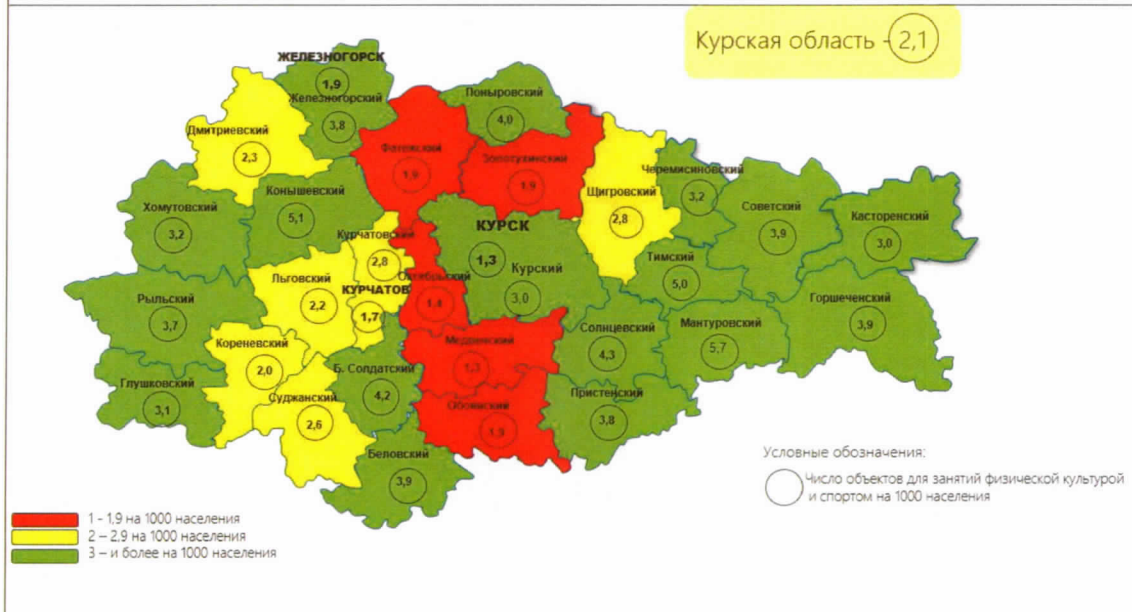 Курская область - 2,1
ЖЕЛЕЗНОГОРСК
1,9
Железногорский
3,8
Поныровский
4,0
Дмитриевский
2,3
Фатежский
1,9
Золотухинский
1,9
Черемисиновский
3,2
Щигровский
2,8
Хомутовский
3,2
Конышевский
5,1
Советский
3,9
Касторенский
3,0
КУРСК
1,3
Курский
3,0
Курчатовский
2,8
Тимский
5,0
Октябрьский
1,4
Льговский
2,2
КУРЧАТОВ
1,7
Рыльский
3,7
Горшеченский
3,9
Солнцевский
4,3
Мантуровский
5,7
Медвенский
1,3
Кореневский
2,0
Б. Солдатский
4,2
Глушковский
3,1
Суджанский
2,6
Обоянский
1,9
Пристенский
3,8
Беловский
3,9
Условные обозначения:
Число объектов для занятий физической культурой
и спортом на 1000 населения
1 - 1,9 на 1000 населения
2 – 2,9 на 1000 населения
3 – и более на 1000 населения